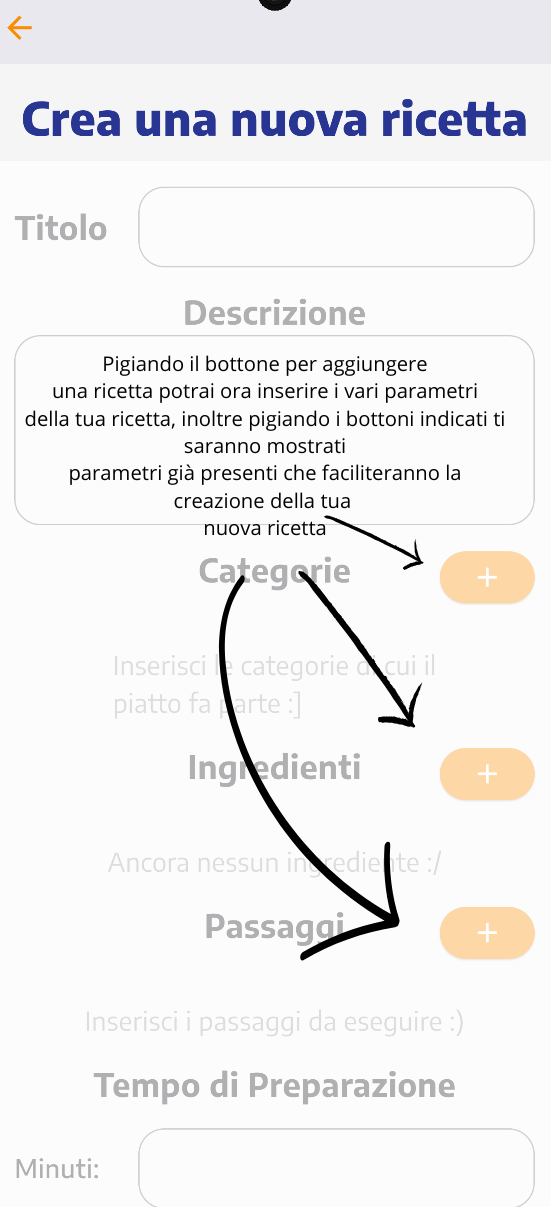 Crea una nuova ricetta
Titolo
Descrizione
Pigiando il bottone per aggiungere
una ricetta potrai ora inserire i vari parametri
della tua ricetta, inoltre pigiando i bottoni indicati ti
saranno mostrati
parametri già presenti che faciliteranno la
creazione della tua
nuova ricetta
Categorie
+
Inserisci le categorie di cui il
piatto fa parte :]
Ingredienti
+
Ancora nessun ingrediente :/
Passaggi
+
Inserisci i passaggi da eseguire :)
Tempo di Preparazione
Minuti: